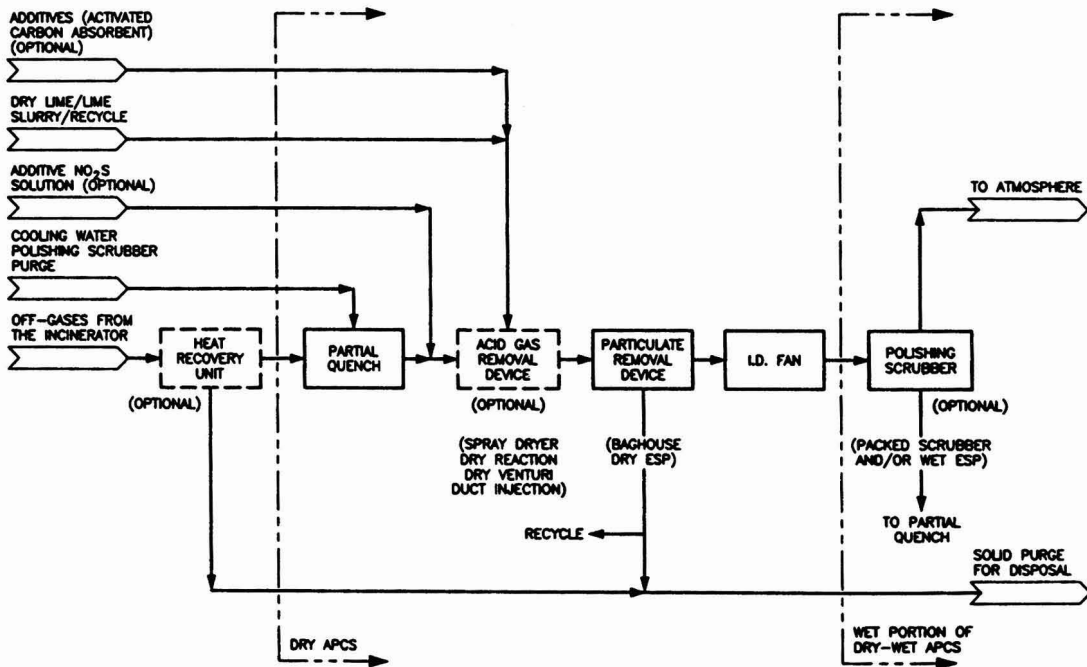 ADDITIVES (ACTIVATED
CARBON ABSORBENT)
(OPTIONAL)
DRY LIME/LIME
SLURRY/RECYCLE
ADDITIVE NO2S
SOLUTION (OPTIONAL)
COOLING WATER
POLISHING SCRUBBER
PURGE
OFF-GASES FROM
THE INCINERATOR
HEAT
RECOVERY
UNIT
(OPTIONAL)
PARTIAL
QUENCH
ACID GAS
REMOVAL
DEVICE
(OPTIONAL)
(SPRAY DRYER
DRY REACTION
DRY VENTURI
DUCT INJECTION)
PARTICULATE
REMOVAL
DEVICE
(BAGHOUSE
DRY ESP)
RECYCLE
I.D. FAN
POLISHING
SCRUBBER
(OPTIONAL)
(PACKED SCRUBBER
AND/OR WET ESP)
TO PARTIAL
QUENCH
TO ATMOSPHERE
SOLID PURGE
FOR DISPOSAL
DRY APCS
WET PORTION OF
DRY-WET APCS